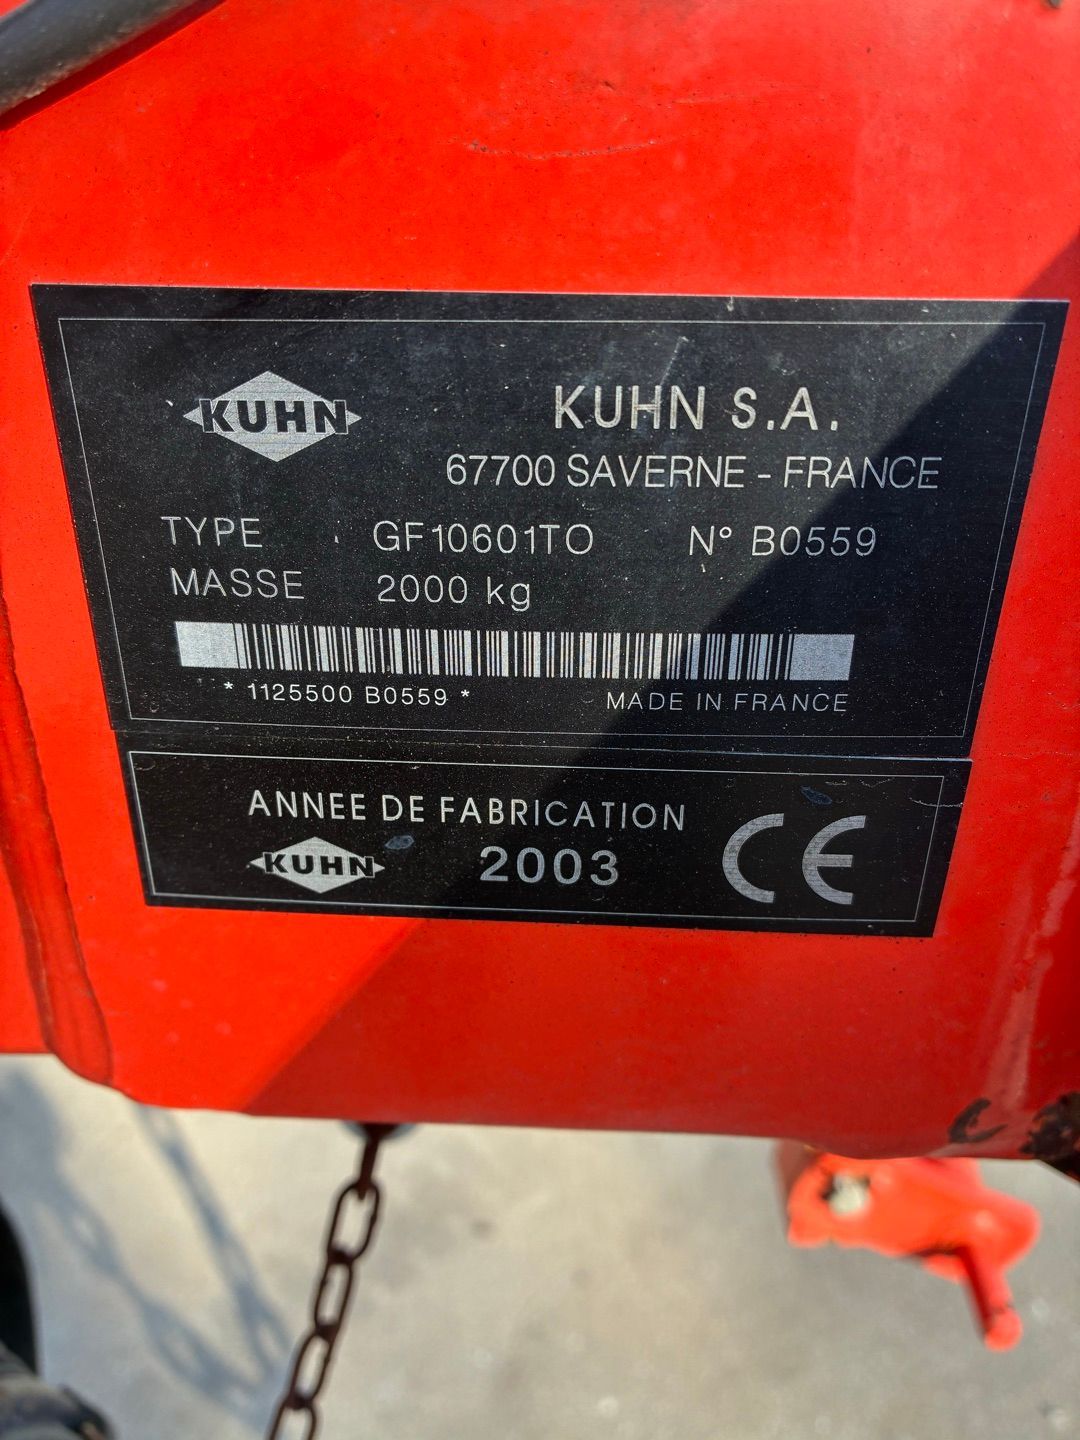 KUHN
KUHN S.A.
67700 SAVERNE - FRANCE
TYPE GF10601TO N° B0559
MASSE 2000 kg
* 1125500 B0559 * MADE IN FRANCE
ANNEE DE FABRICATION
KUHN 2003 CE